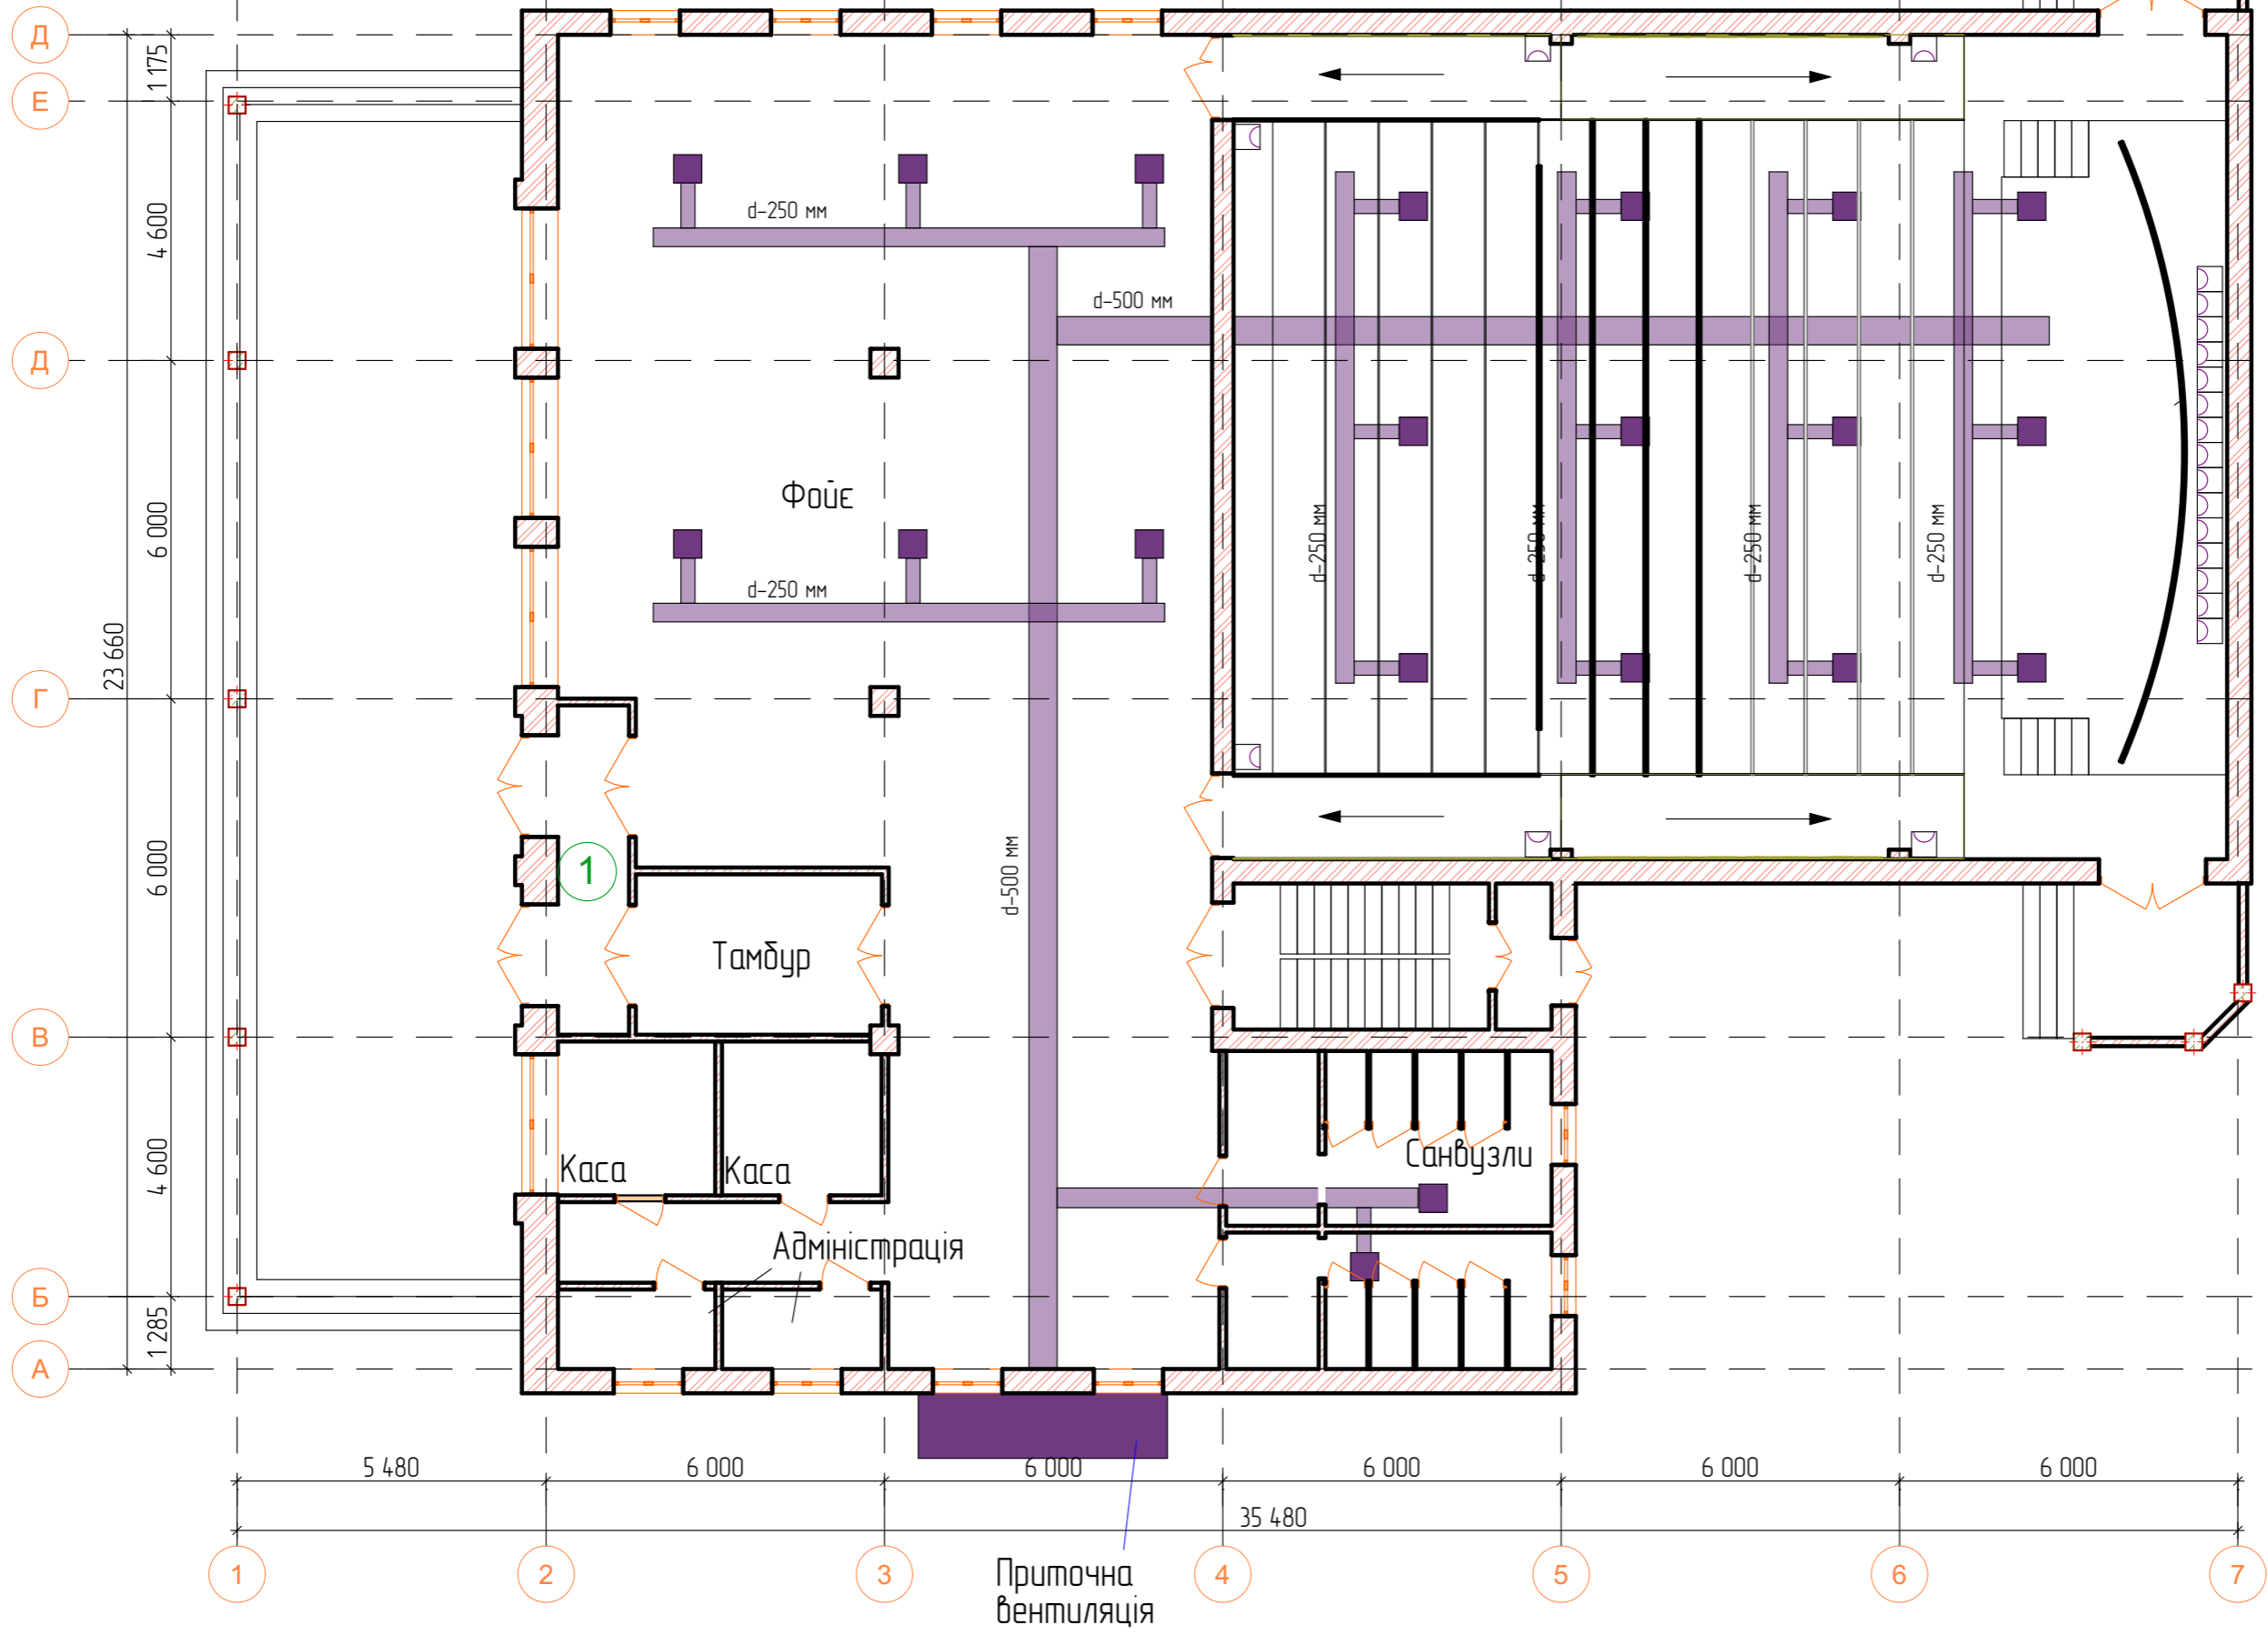 Д
1 175
Е
4 600
d-250 мм
d-500 мм
Д
6 000
Фойє
d-250 мм
d-250 мм
d-250 мм
d-250 мм
d-250 мм
23 660
Г
6 000
1
d-500 мм
Тамбур
В
4 600
Каса
Каса
Санвузли
Адміністрація
Б
1 285
А
5 480
6 000
6 000
6 000
6 000
6 000
35 480
1
2
3
4
5
6
7
Приточна
вентиляція